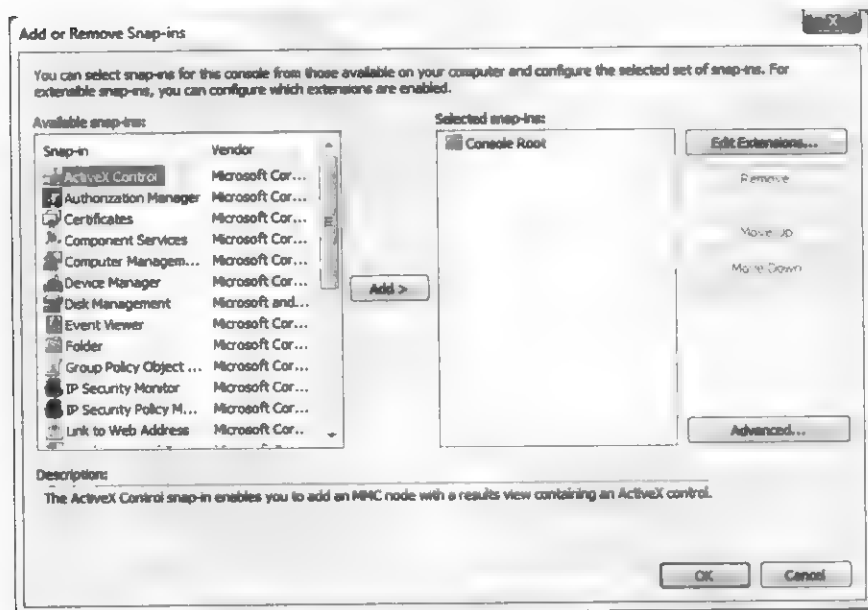 Add or Remove Snap-ins
X
You can select snap-ins for this console from those available on your computer and configure the selected set of snap-ins. For
extensible snap-ins, you can configure which extensions are enabled.
Available snap-ins:
Snap-in Vendor
ActiveX Control Microsoft Cor...
Authorization Manager Microsoft Cor...
Certificates Microsoft Cor...
Component Services Microsoft Cor...
Computer Managem... Microsoft Cor...
Device Manager Microsoft Cor...
Disk Management Microsoft and...
Event Viewer Microsoft Cor...
Folder Microsoft Cor...
Group Policy Object ... Microsoft Cor...
IP Security Monitor Microsoft Cor...
IP Security Policy M... Microsoft Cor...
Link to Web Address Microsoft Cor...
Add >
Selected snap-ins:
Console Root
Edit Extensions...
Remove
Move Up
Move Down
Advanced...
Description:
The ActiveX Control snap-in enables you to add an MMC node with a results view containing an ActiveX control.
OK Cancel